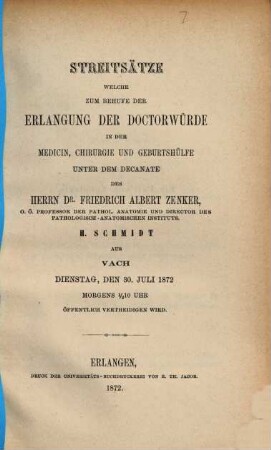 7
STREITSÄTZE
WELCHE
ZUM BEHUFE DER
ERLANGUNG DER DOCTORWÜRDE
IN DER
MEDICIN, CHIRURGIE UND GEBURTSHÜLFE
UNTER DEM DECANATE
DES
HERRN DR. FRIEDRICH ALBERT ZENKER,
O. Ö. PROFESSOR DER PATHOL. ANATOMIE UND DIRECTOR DES
PATHOLOGISCH-ANATOMISCHEN INSTITUTS.
H. SCHMIDT
AUS
VACH
DIENSTAG, DEN 30. JULI 1872
MORGENS ½10 UHR
ÖFFENTLICH VERTHEIDIGEN WIRD.
ERLANGEN,
DRUCK DER UNIVERSITÄTS-BUCHDRUCKEREI VON E. TH. JACOB.
1872.